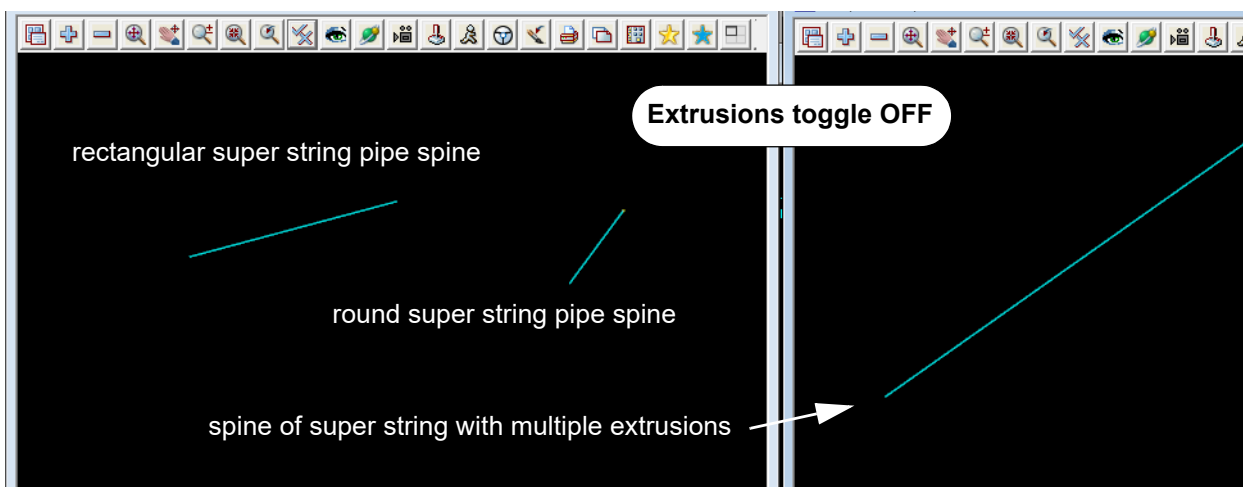 Extrusions toggle OFF
rectangular super string pipe spine
round super string pipe spine
spine of super string with multiple extrusions